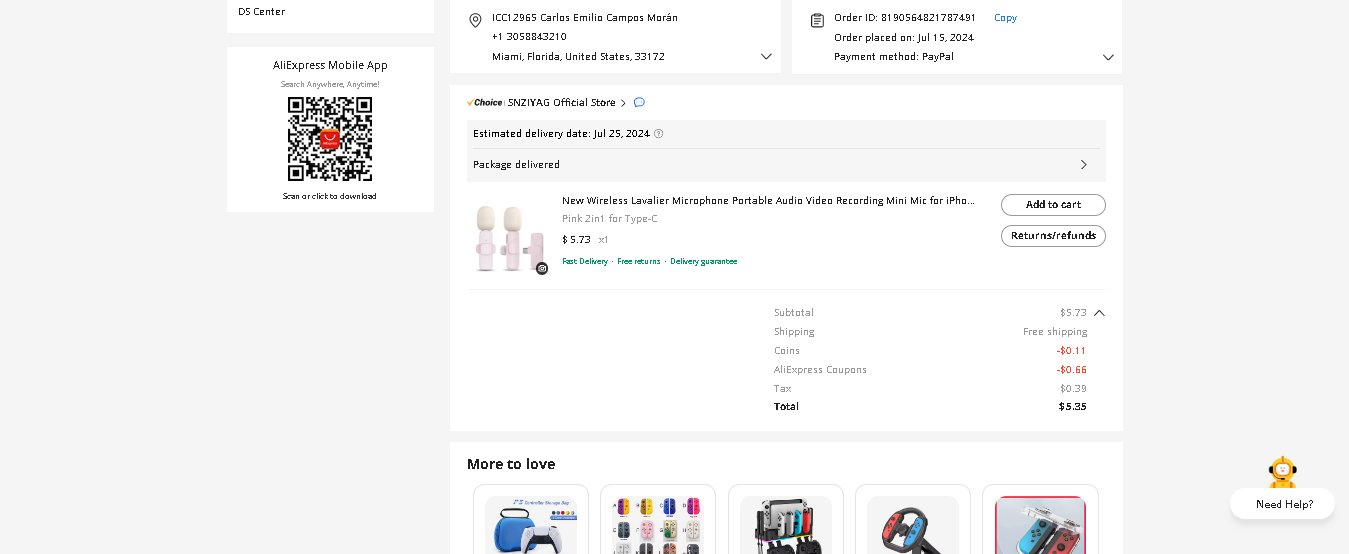 DS Center
AliExpress Mobile App
Search Anywhere, Anytime!
Scan or click to download
ICC12965 Carlos Emilio Campos Morán
+1 3058843210
Miami, Florida, United States, 33172
Order ID: 8190564821787491 Copy
Order placed on: Jul 15, 2024
Payment method: PayPal
Choice SNZIYAG Official Store
Estimated delivery date: Jul 25, 2024
Package delivered
New Wireless Lavalier Microphone Portable Audio Video Recording Mini Mic for iPho...
Pink 2in1 for Type-C
$5.73 x1
Fast Delivery · Free returns · Delivery guarantee
Add to cart
Returns/refunds
Subtotal $5.73
Shipping Free shipping
Coins -$0.11
AliExpress Coupons -$0.66
Tax $0.39
Total $5.35
More to love
Need Help?